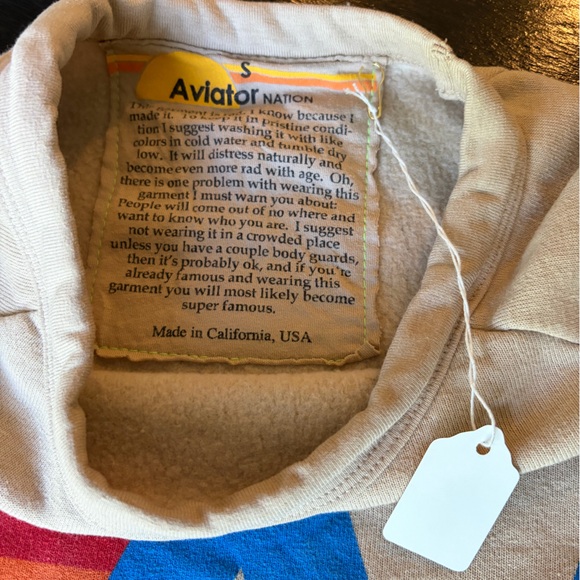 S
Aviator NATION
I know because I
made it. To keep it in pristine condi-
tion I suggest washing it with like
colors in cold water and tumble dry
low. It will distress naturally and
become even more rad with age. Oh,
there is one problem with wearing this
garment I must warn you about:
People will come out of no where and
want to know who you are. I suggest
not wearing it in a crowded place
unless you have a couple body guards,
then it's probably ok, and if you're
already famous and wearing this
garment you will most likely become
super famous.
Made in California, USA